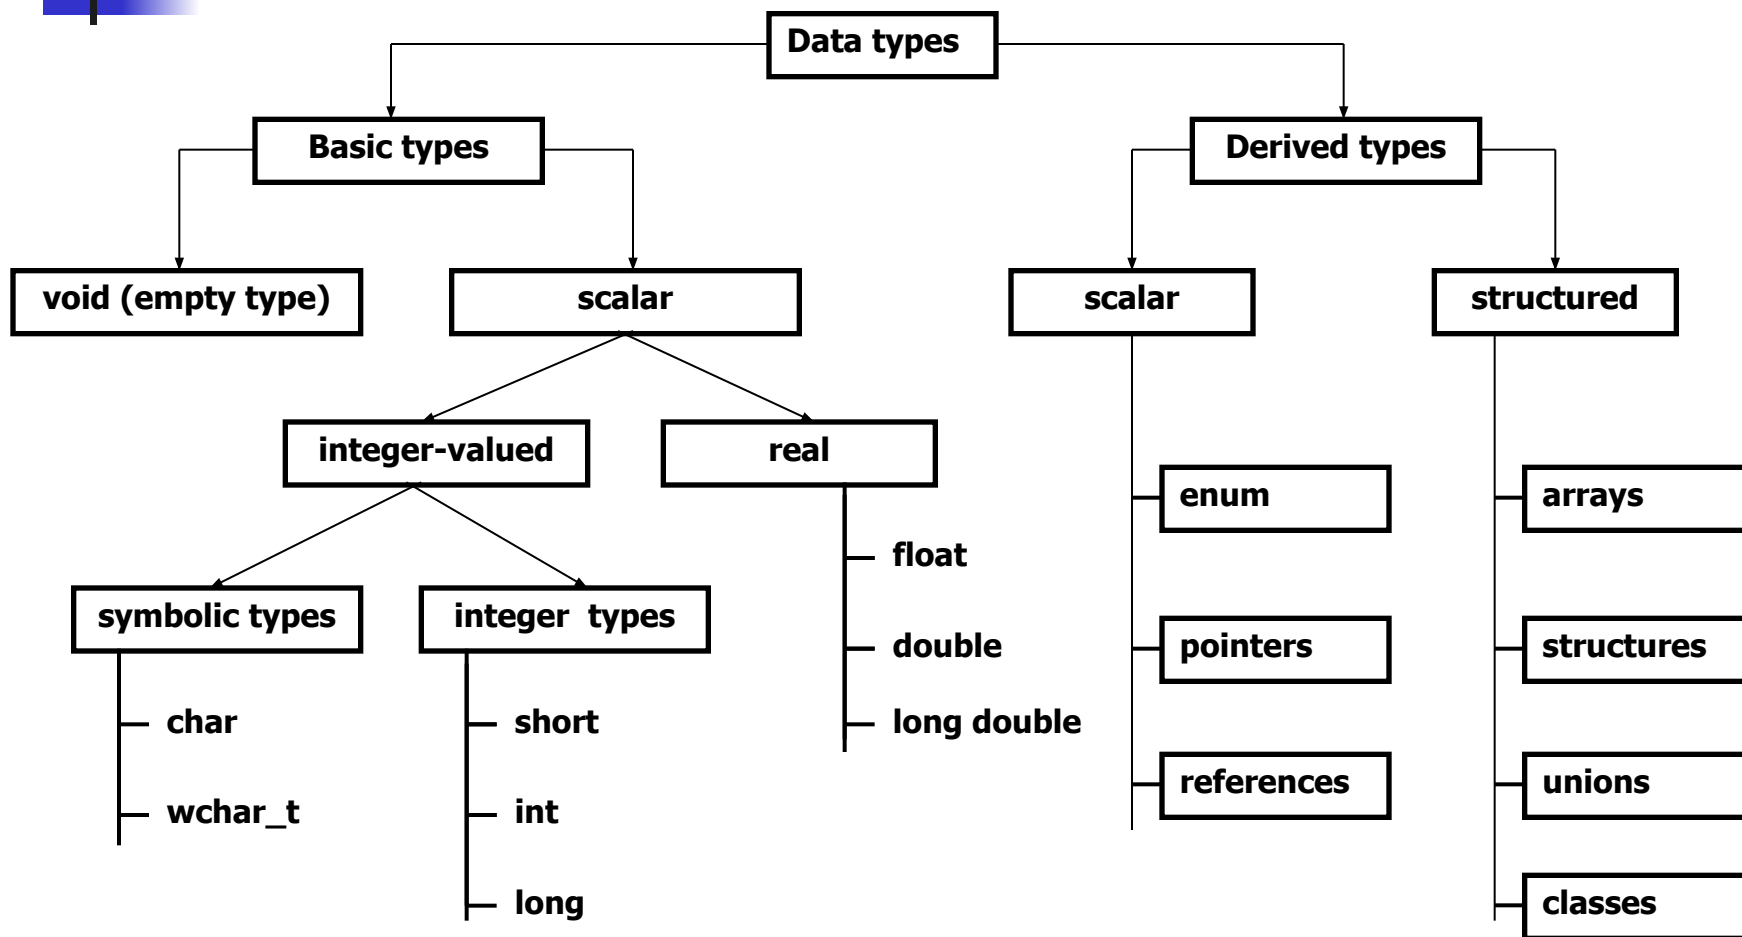 Data types
Basic types
Derived types
void (empty type)
scalar
scalar
structured
integer-valued
real
enum
arrays
float
symbolic types
integer types
double
pointers
structures
char
short
long double
references
unions
wchar_t
int
long
classes